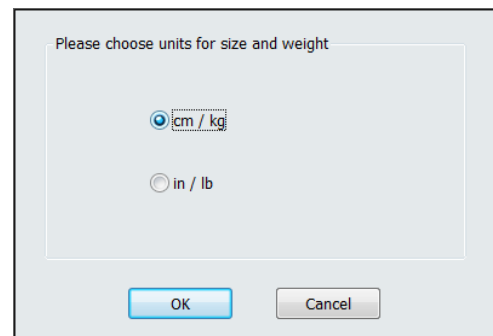 Please choose units for size and weight
cm / kg
in / lb
OK Cancel